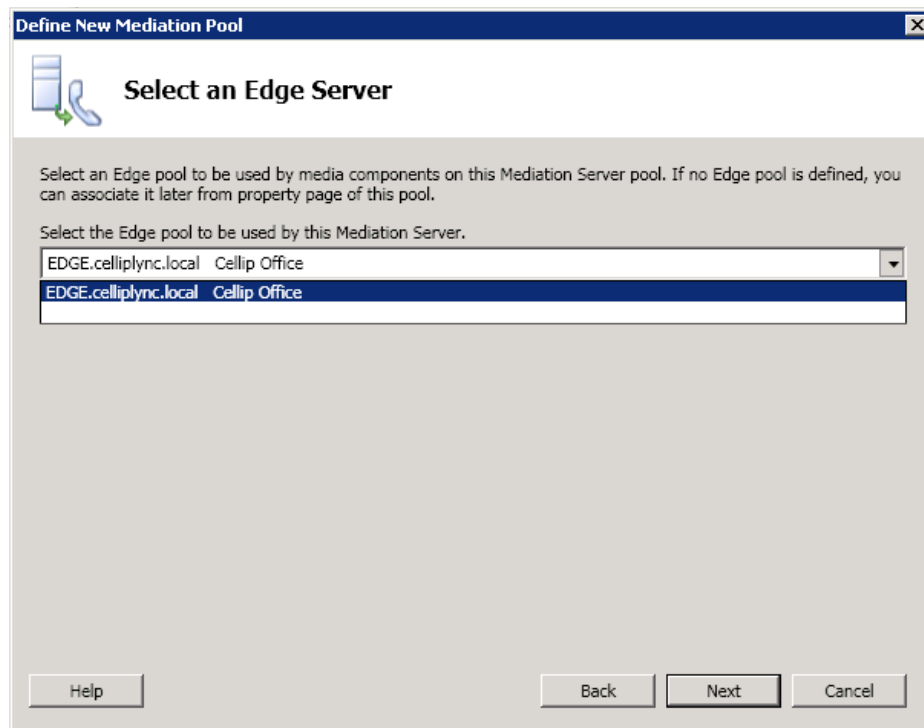 Define New Mediation Pool
Select an Edge Server
Select an Edge pool to be used by media components on this Mediation Server pool. If no Edge pool is defined, you
can associate it later from property page of this pool.
Select the Edge pool to be used by this Mediation Server.
EDGE.celliplync.local Cellip Office
EDGE.celliplync.local Cellip Office
Help Back Next Cancel